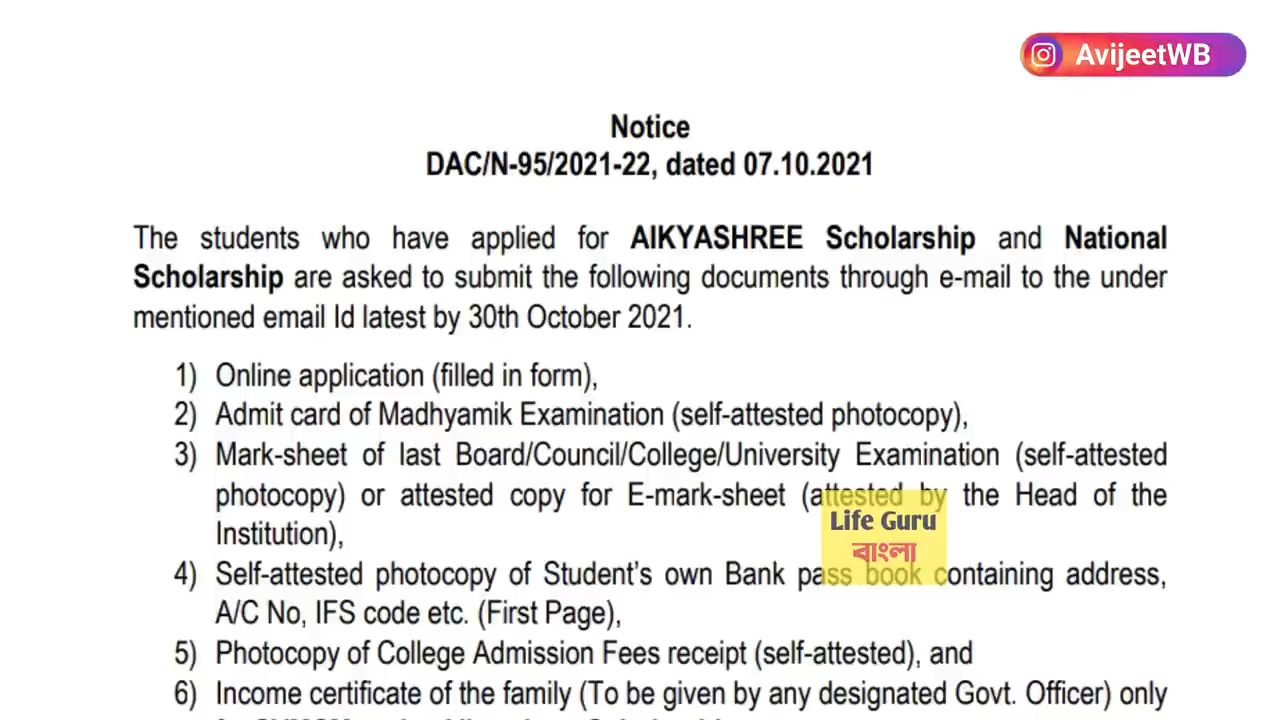 AvijeetWB
Notice
DAC/N-95/2021-22, dated 07.10.2021
The students who have applied for AIKYASHREE Scholarship and National
Scholarship are asked to submit the following documents through e-mail to the under
mentioned email Id latest by 30th October 2021.
1) Online application (filled in form),
2) Admit card of Madhyamik Examination (self-attested photocopy),
3) Mark-sheet of last Board/Council/College/University Examination (self-attested
photocopy) or attested copy for E-mark-sheet (attested by the Head of the
Institution),
Life Guru
বাংলা
4) Self-attested photocopy of Student's own Bank pass book containing address,
A/C No, IFS code etc. (First Page),
5) Photocopy of College Admission Fees receipt (self-attested), and
6) Income certificate of the family (To be given by any designated Govt. Officer) only